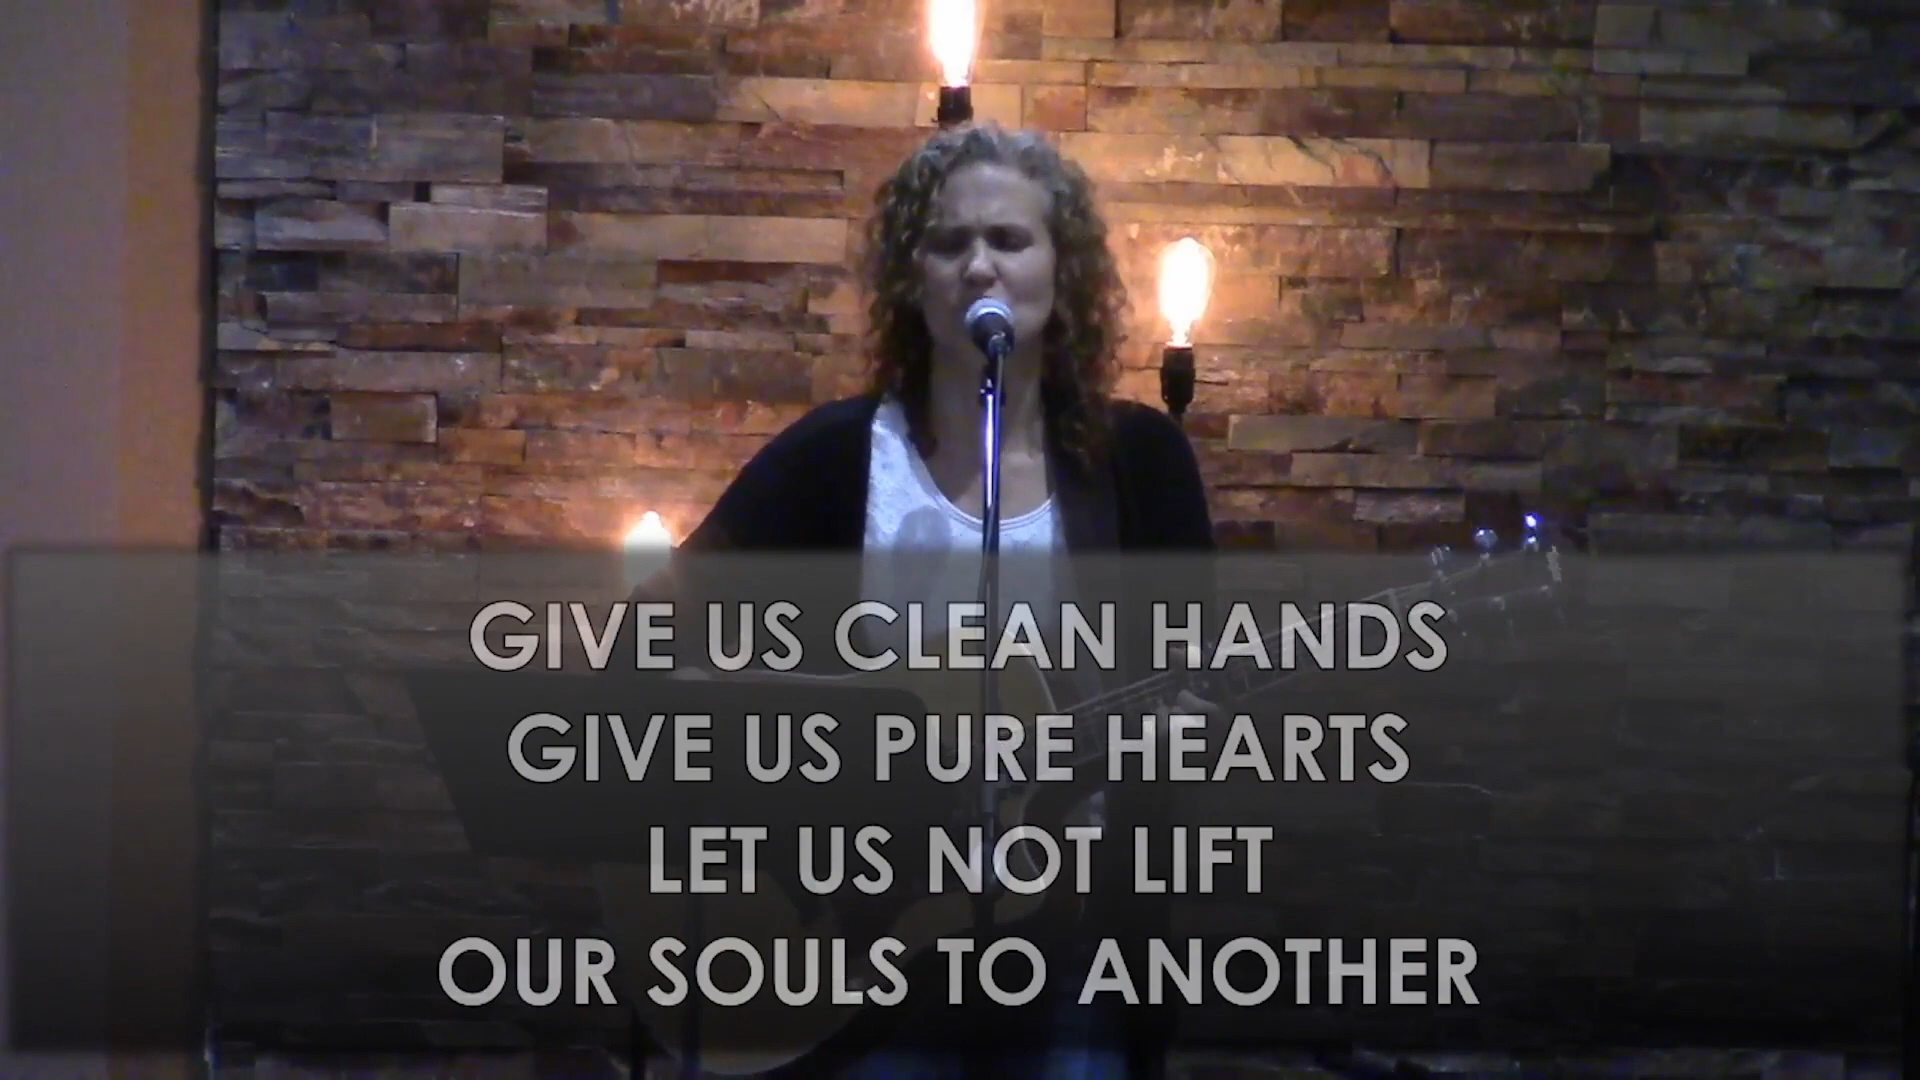 GIVE US CLEAN HANDS
GIVE US PURE HEARTS
LET US NOT LIFT
OUR SOULS TO ANOTHER